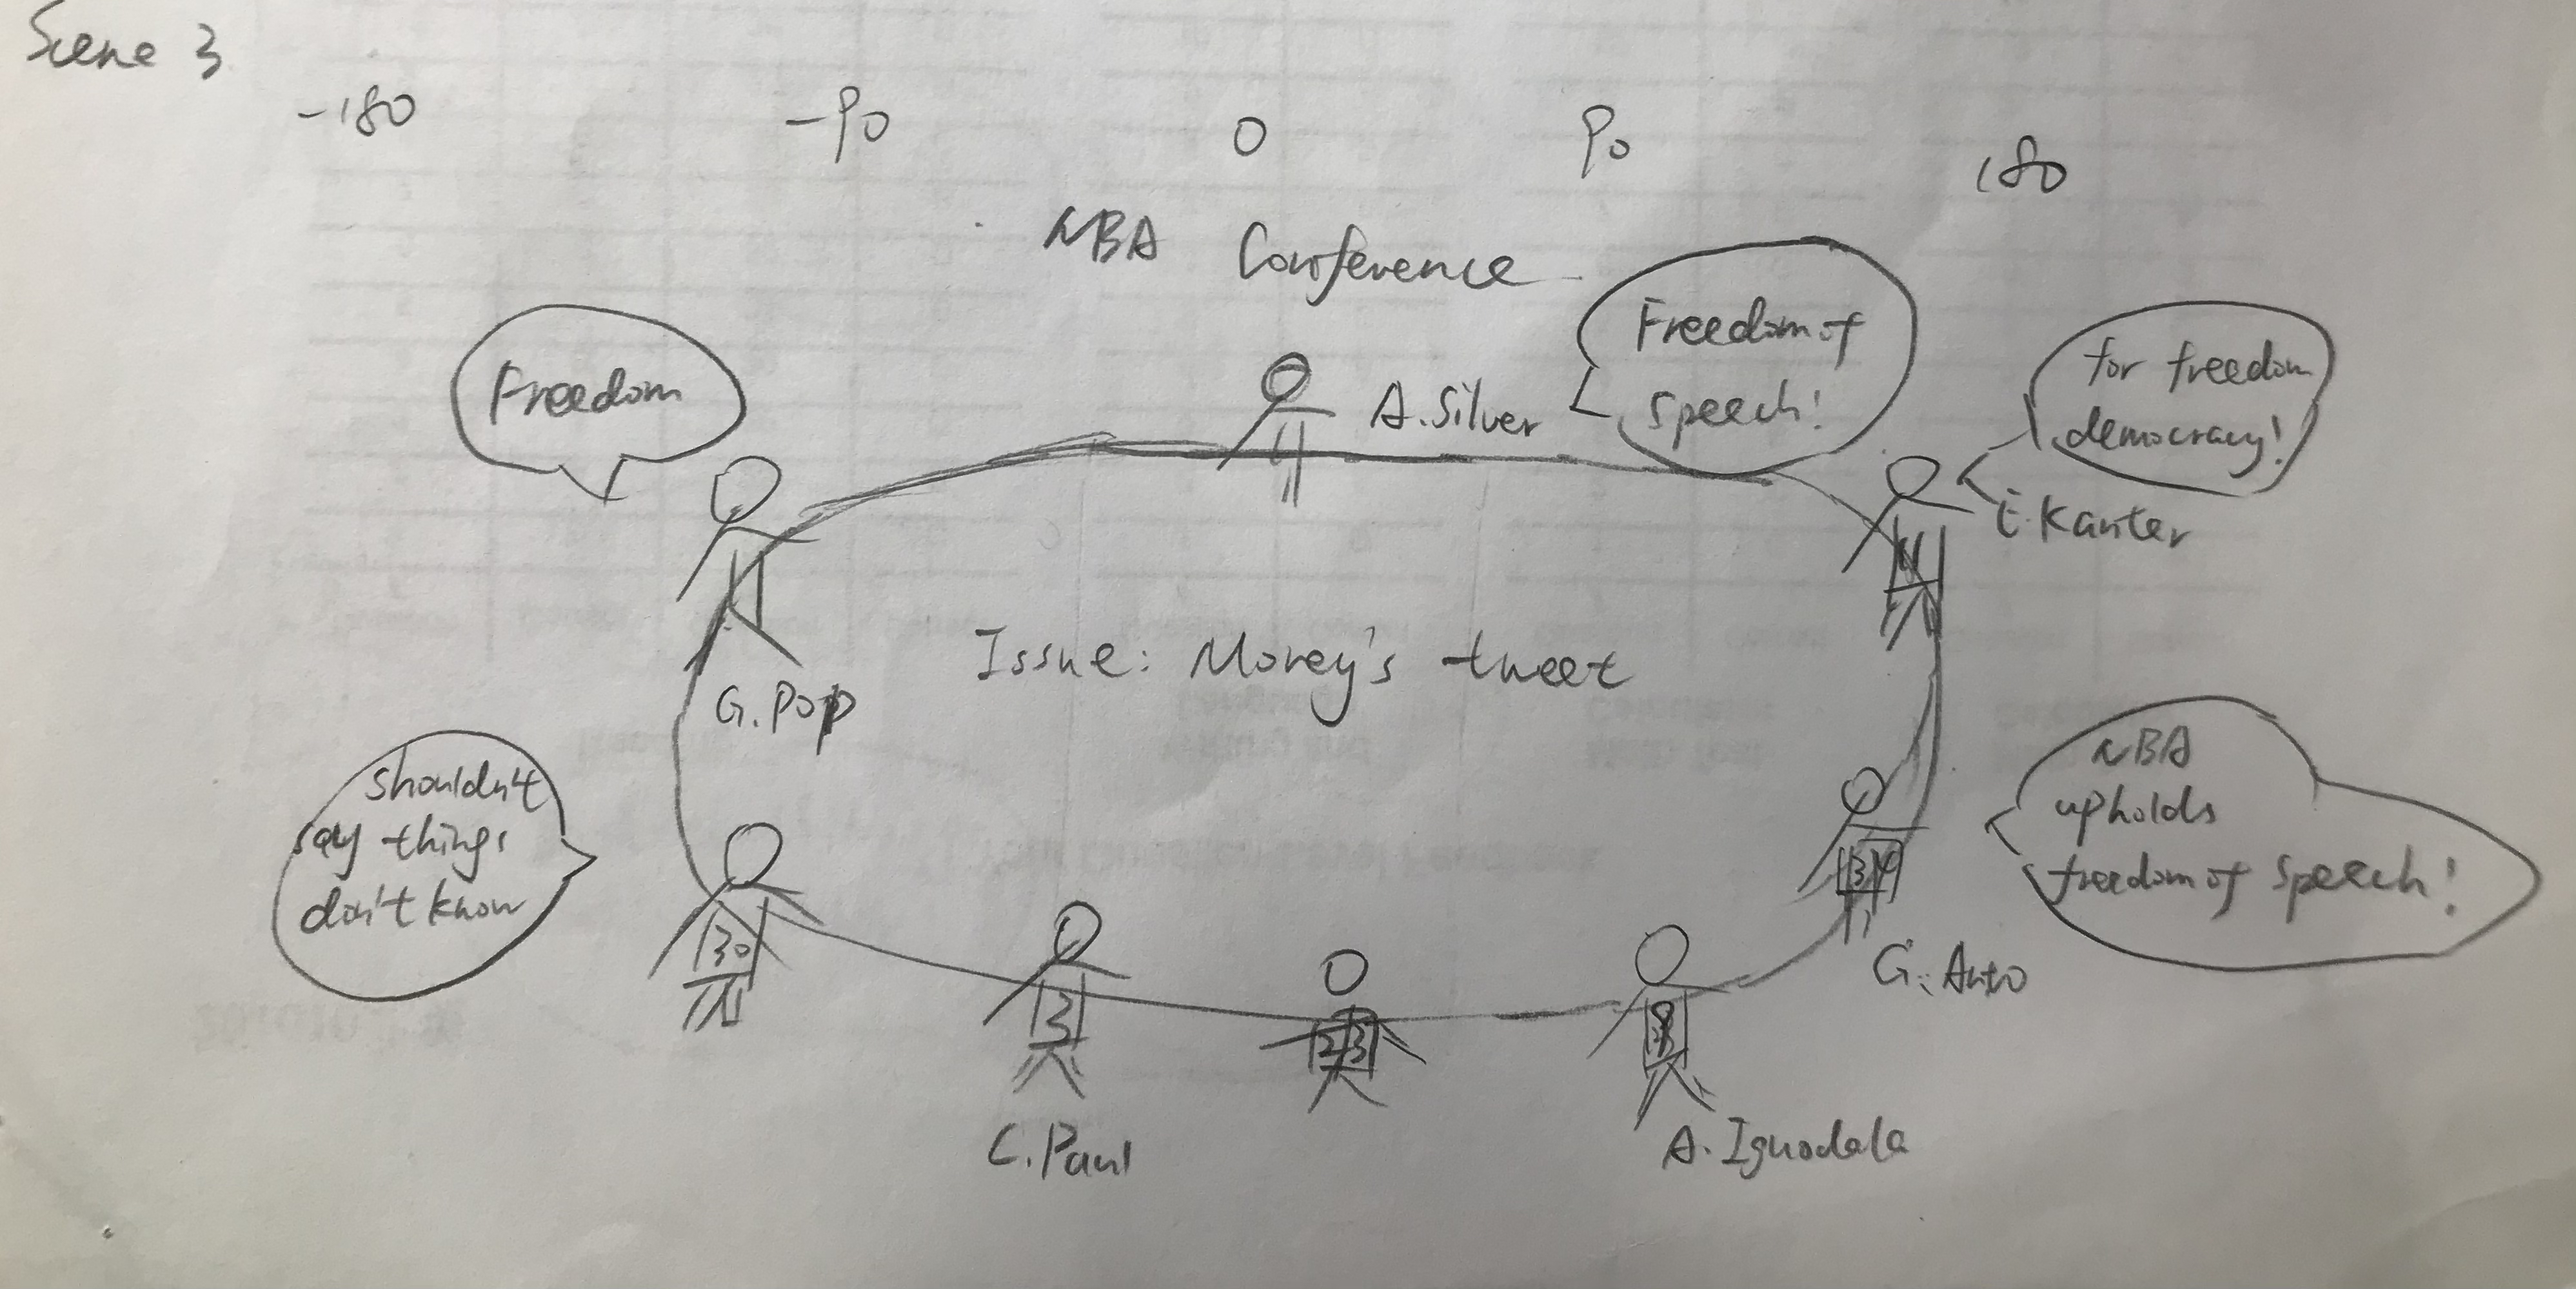 Scene 3
-180 -90 0 90 180
NBA Conference
Freedom
A. Silver
Freedom of
speech!
for freedom
democracy!
E. Kanter
Issue: Morey's tweet
G. Pop
shouldn't
say things
don't know
NBA
upholds
freedom of speech!
30
3
23
34
G. Anto
C. Paul
A. Iguodala